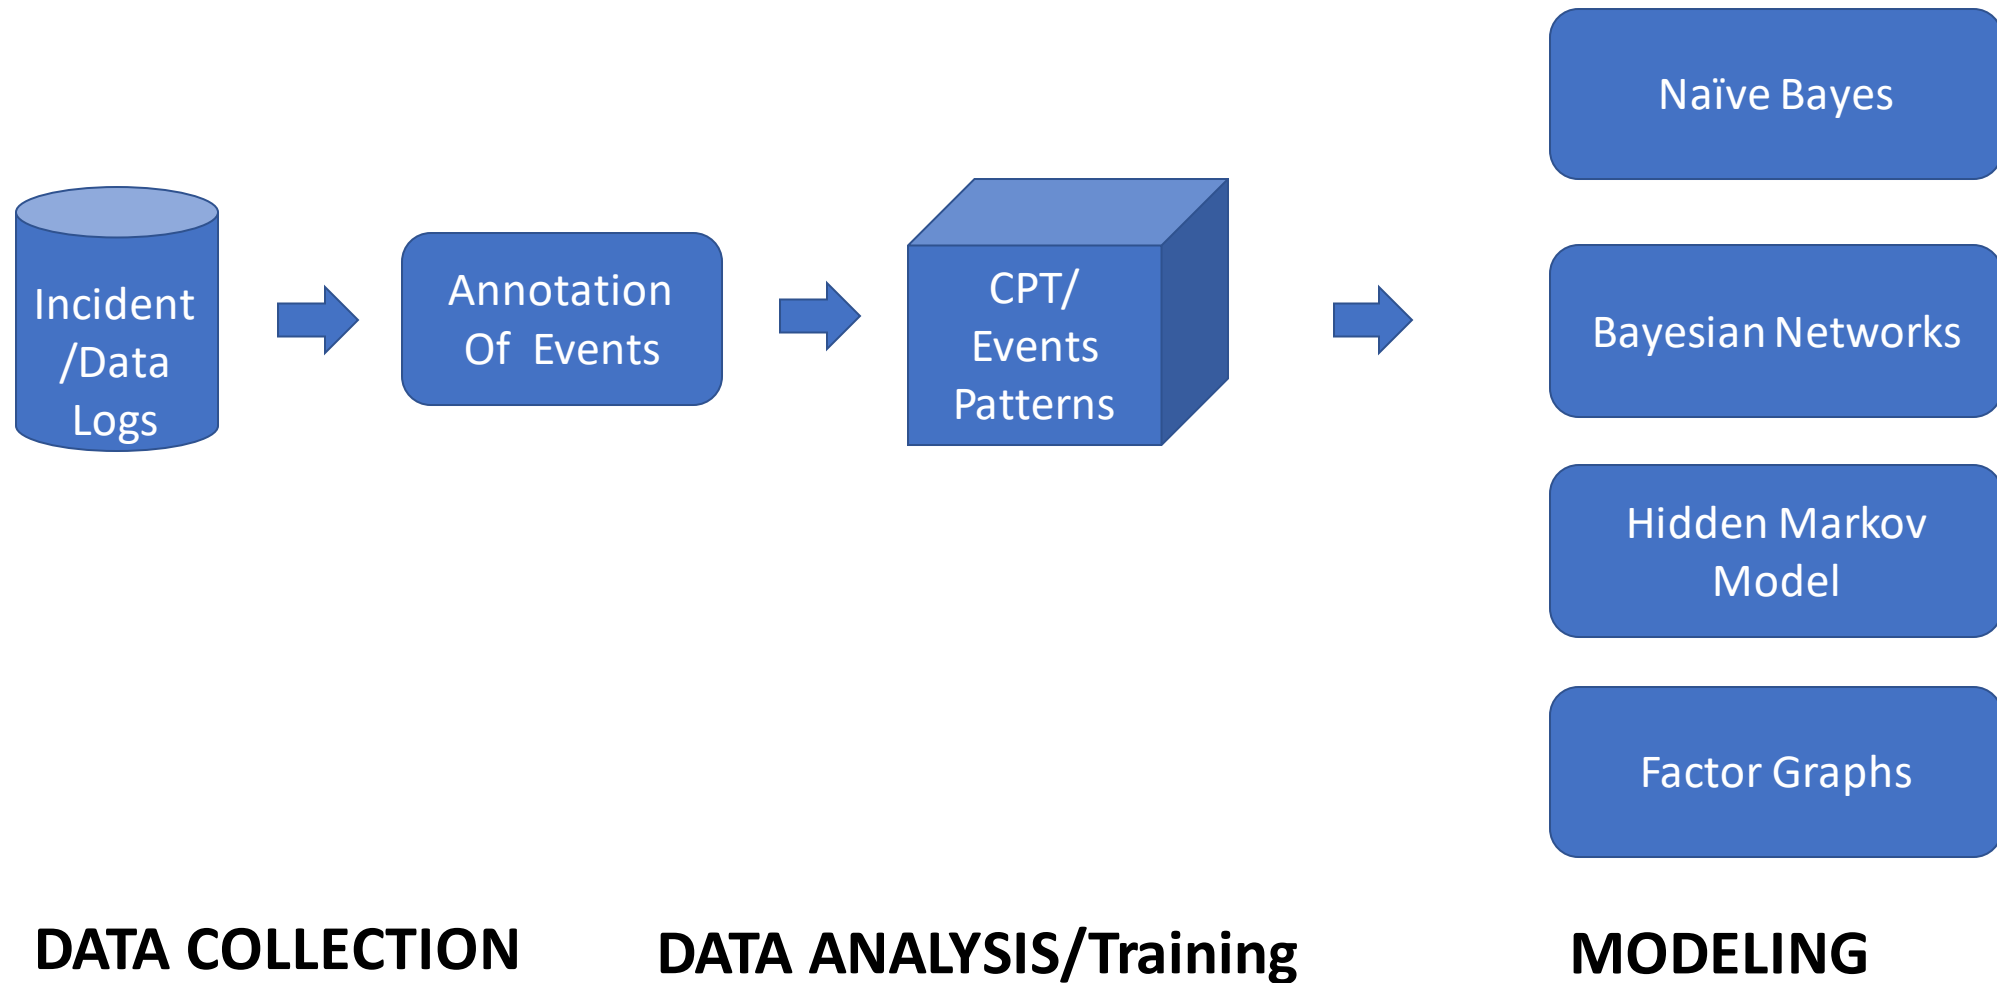 Incident
/Data
Logs
Annotation
Of Events
CPT/
Events
Patterns
Naïve Bayes
Bayesian Networks
Hidden Markov
Model
Factor Graphs
DATA COLLECTION
DATA ANALYSIS/Training
MODELING